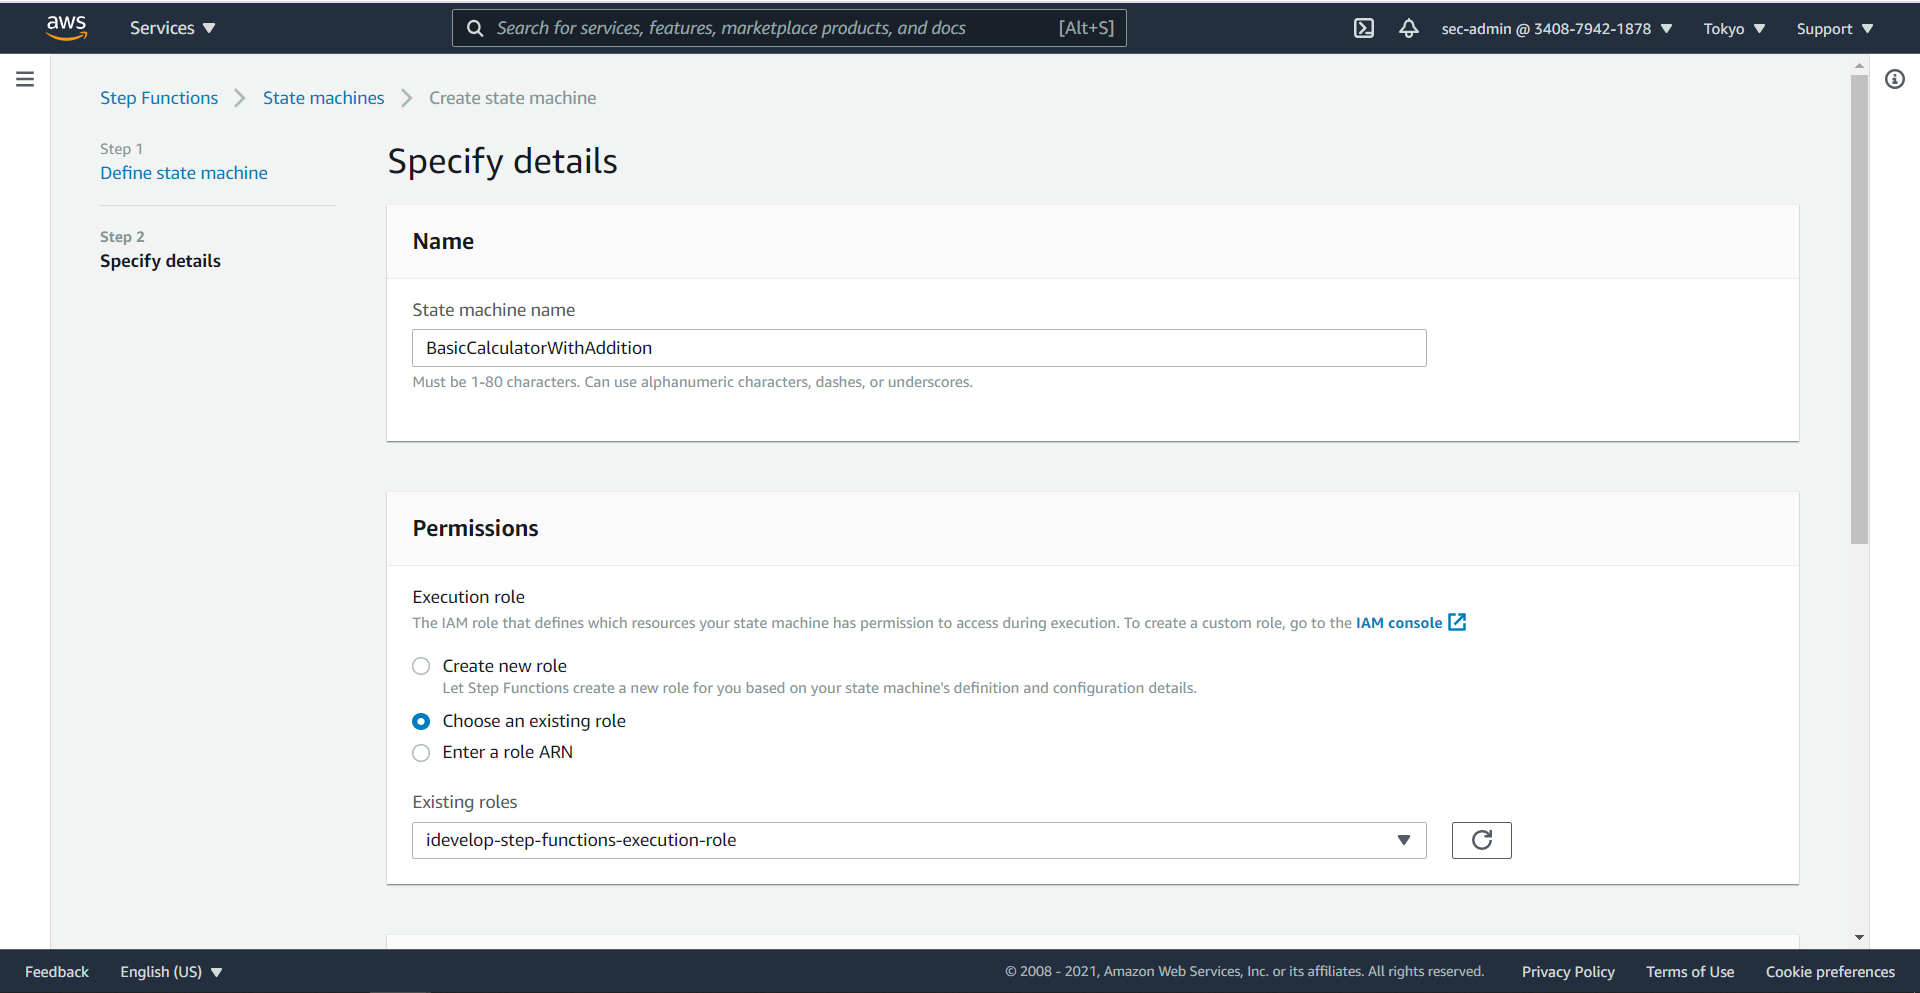 aws
Services
Search for services, features, marketplace products, and docs [Alt+S]
sec-admin @ 3408-7942-1878
Tokyo
Support
Step Functions
State machines
Create state machine
Step 1
Define state machine
Step 2
Specify details
Specify details
Name
State machine name
BasicCalculatorWithAddition
Must be 1-80 characters. Can use alphanumeric characters, dashes, or underscores.
Permissions
Execution role
The IAM role that defines which resources your state machine has permission to access during execution. To create a custom role, go to the IAM console
Create new role
Let Step Functions create a new role for you based on your state machine's definition and configuration details.
Choose an existing role
Enter a role ARN
Existing roles
idevelop-step-functions-execution-role
Feedback
English (US)
© 2008 - 2021, Amazon Web Services, Inc. or its affiliates. All rights reserved.
Privacy Policy
Terms of Use
Cookie preferences